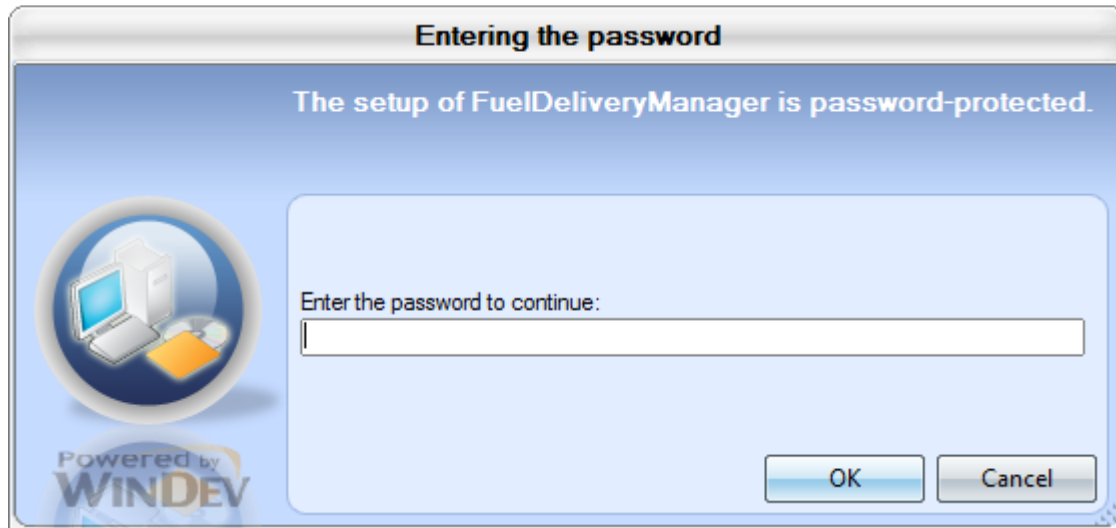 Entering the password
The setup of FuelDeliveryManager is password-protected.
Enter the password to continue:
Powered by
WINDEV
OK
Cancel